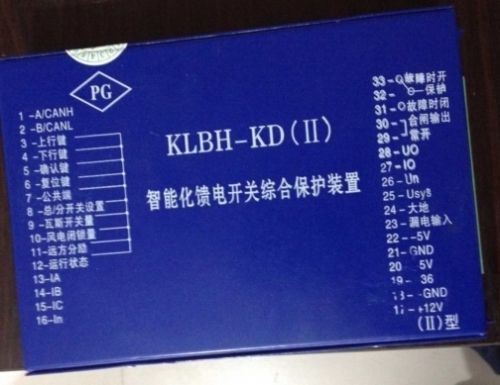 PG
1 -A/CANH
2 -B/CANL
3 -上行键
4 -下行键
5 -确认键
6 -复位键
7 -公共端
8 -总/分开关设置
9 -瓦斯开关量
10-风电闭锁量
11-远方分励
12-运行状态
13-IA
14-IB
15-IC
16-In
KLBH-KD(II)
智能化馈电开关综合保护装置
33-故障时开
32-保护
31-故障时闭
30-合闸输出
29-常开
28-UO
27-IO
26-Un
25-Usys
24-大地
23-漏电输入
22--5V
21-GND
20 5V
19- 36
18--GND
17-+12V
(II)型